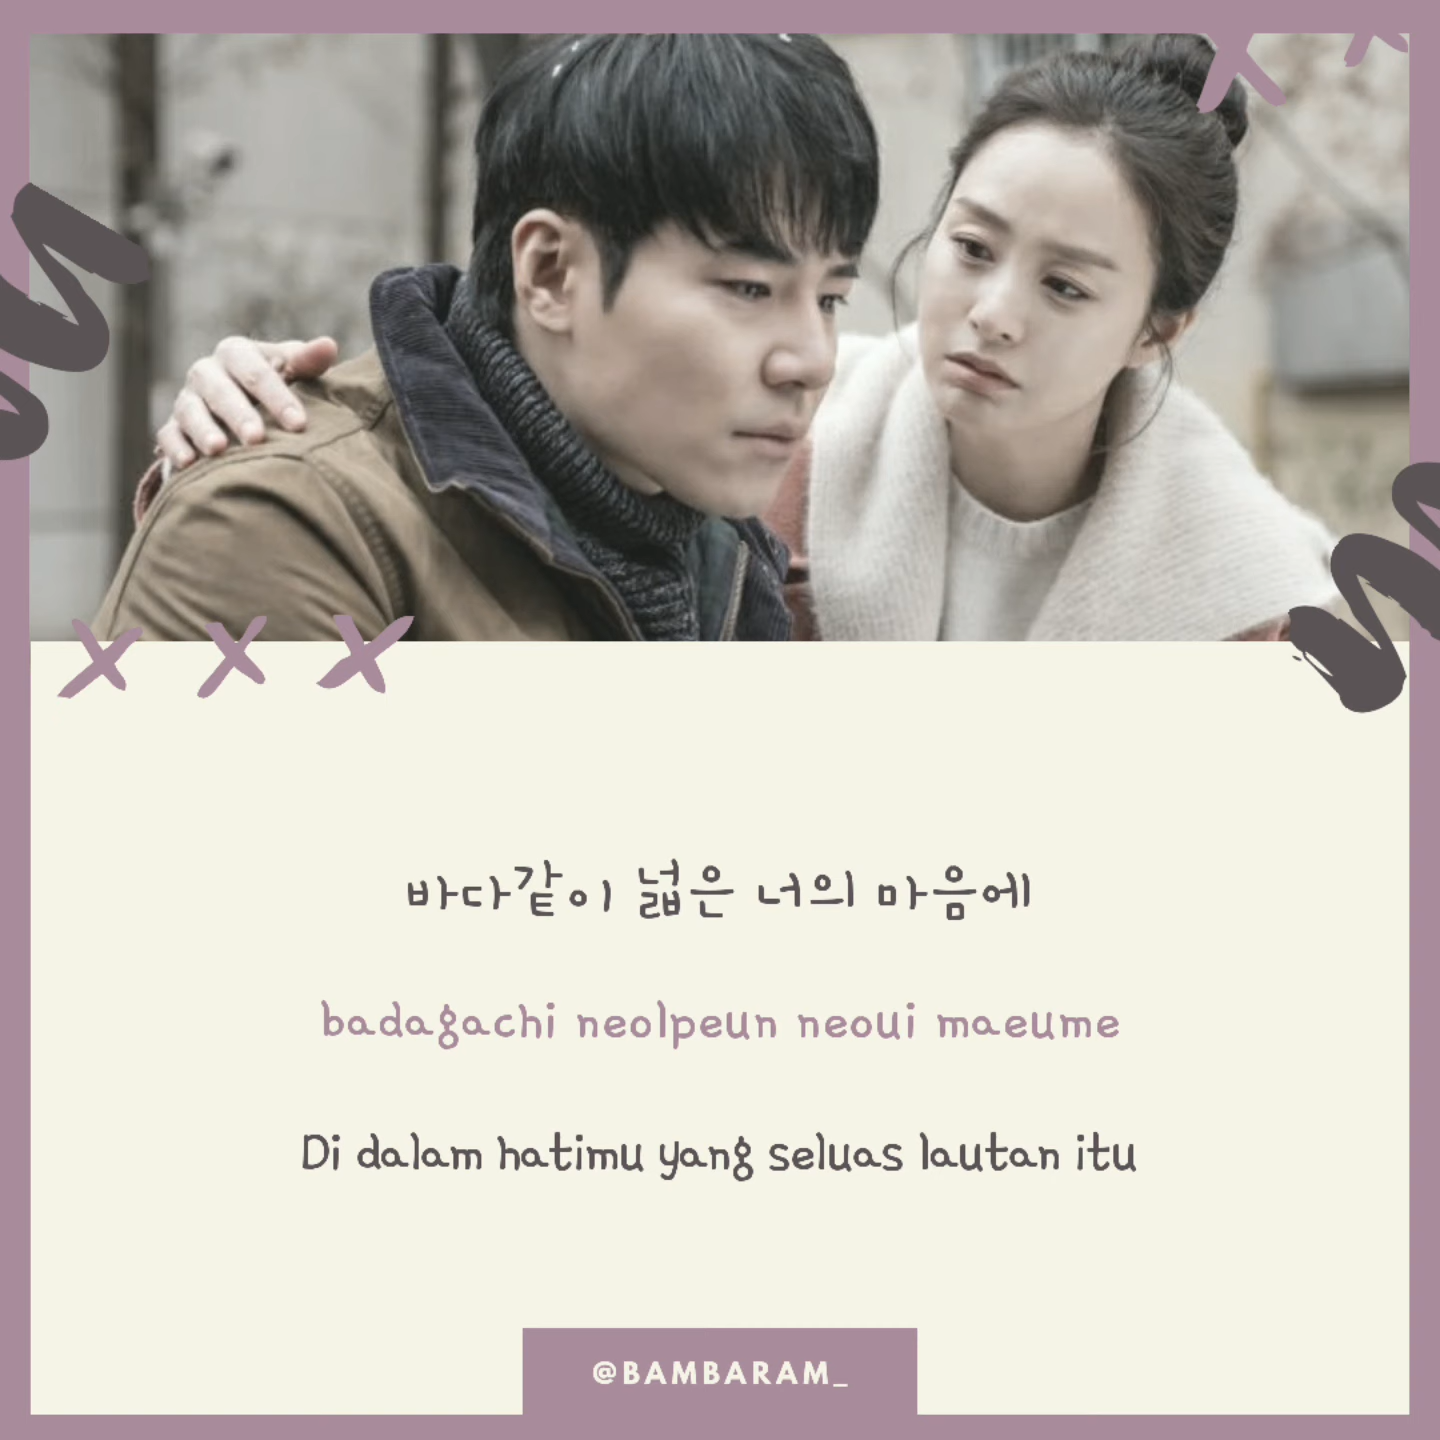 바다같이 넓은 너의 마음에
badagachi neolpeun neoui maeume
Di dalam hatimu yang seluas lautan itu
@BAMBARAM_